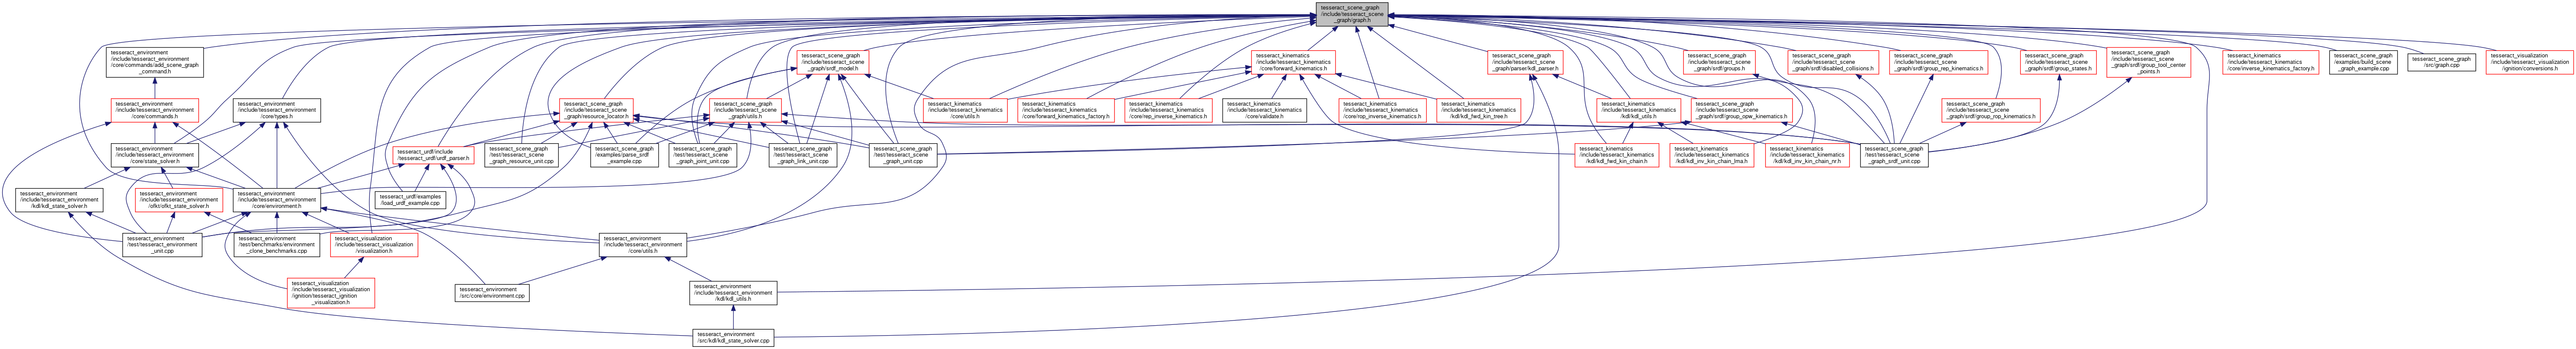 tesseract_scene_graph
/include/tesseract_scene
_graph/graph.h
tesseract_environment
/include/tesseract_environment
/core/commands/add_scene_graph
_command.h
tesseract_scene_graph
/include/tesseract_scene
_graph/srdf_model.h
tesseract_kinematics
/include/tesseract_kinematics
/core/forward_kinematics.h
tesseract_scene_graph
/include/tesseract_scene
_graph/parser/kdl_parser.h
tesseract_scene_graph
/include/tesseract_scene
_graph/srdf/groups.h
tesseract_scene_graph
/include/tesseract_scene
_graph/srdf/disabled_collisions.h
tesseract_scene_graph
/include/tesseract_scene
_graph/srdf/group_rep_kinematics.h
tesseract_scene_graph
/include/tesseract_scene
_graph/srdf/group_states.h
tesseract_scene_graph
/include/tesseract_scene
_graph/srdf/group_tool_center
_points.h
tesseract_kinematics
/include/tesseract_kinematics
/core/inverse_kinematics_factory.h
tesseract_scene_graph
/examples/build_scene
_graph_example.cpp
tesseract_scene_graph
/src/graph.cpp
tesseract_visualization
/include/tesseract_visualization
/ignition/conversions.h
tesseract_environment
/include/tesseract_environment
/core/commands.h
tesseract_environment
/include/tesseract_environment
/core/types.h
tesseract_scene_graph
/include/tesseract_scene
_graph/resource_locator.h
tesseract_scene_graph
/include/tesseract_scene
_graph/utils.h
tesseract_kinematics
/include/tesseract_kinematics
/core/utils.h
tesseract_kinematics
/include/tesseract_kinematics
/core/forward_kinematics_factory.h
tesseract_kinematics
/include/tesseract_kinematics
/core/rep_inverse_kinematics.h
tesseract_kinematics
/include/tesseract_kinematics
/core/validate.h
tesseract_kinematics
/include/tesseract_kinematics
/core/rop_inverse_kinematics.h
tesseract_kinematics
/include/tesseract_kinematics
/kdl/kdl_fwd_kin_tree.h
tesseract_kinematics
/include/tesseract_kinematics
/kdl/kdl_utils.h
tesseract_scene_graph
/include/tesseract_scene
_graph/srdf/group_opw_kinematics.h
tesseract_scene_graph
/include/tesseract_scene
_graph/srdf/group_rop_kinematics.h
tesseract_environment
/include/tesseract_environment
/core/state_solver.h
tesseract_urdf/include
/tesseract_urdf/urdf_parser.h
tesseract_scene_graph
/test/tesseract_scene
_graph_resource_unit.cpp
tesseract_scene_graph
/examples/parse_srdf
_example.cpp
tesseract_scene_graph
/test/tesseract_scene
_graph_joint_unit.cpp
tesseract_scene_graph
/test/tesseract_scene
_graph_link_unit.cpp
tesseract_scene_graph
/test/tesseract_scene
_graph_unit.cpp
tesseract_kinematics
/include/tesseract_kinematics
/kdl/kdl_fwd_kin_chain.h
tesseract_kinematics
/include/tesseract_kinematics
/kdl/kdl_inv_kin_chain_lma.h
tesseract_kinematics
/include/tesseract_kinematics
/kdl/kdl_inv_kin_chain_nr.h
tesseract_scene_graph
/test/tesseract_scene
_graph_srdf_unit.cpp
tesseract_environment
/include/tesseract_environment
/kdl/kdl_state_solver.h
tesseract_environment
/include/tesseract_environment
/ofkt/ofkt_state_solver.h
tesseract_environment
/include/tesseract_environment
/core/environment.h
tesseract_urdf/examples
/load_urdf_example.cpp
tesseract_environment
/test/tesseract_environment
_unit.cpp
tesseract_environment
/test/benchmarks/environment
_clone_benchmarks.cpp
tesseract_visualization
/include/tesseract_visualization
/visualization.h
tesseract_environment
/include/tesseract_environment
/core/utils.h
tesseract_visualization
/include/tesseract_visualization
/ignition/tesseract_ignition
_visualization.h
tesseract_environment
/src/core/environment.cpp
tesseract_environment
/include/tesseract_environment
/kdl/kdl_utils.h
tesseract_environment
/src/kdl/kdl_state_solver.cpp